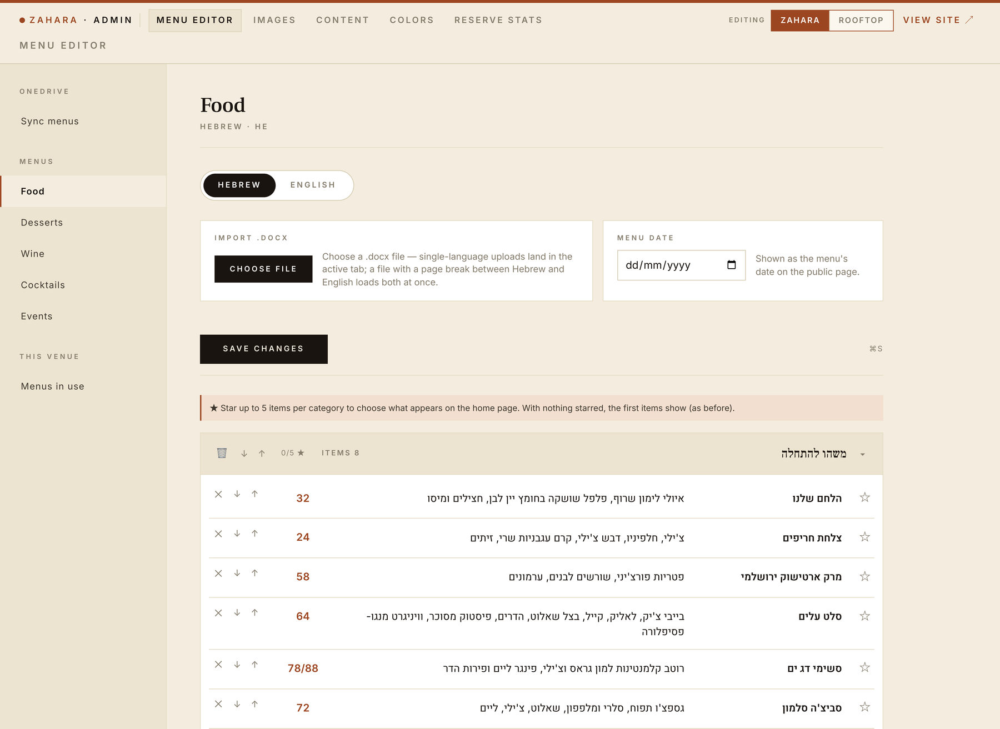 ZAHARA · ADMIN
MENU EDITOR
IMAGES
CONTENT
COLORS
RESERVE STATS
EDITING
ZAHARA
ROOFTOP
VIEW SITE ↗
MENU EDITOR
ONEDRIVE
Sync menus
MENUS
Food
Desserts
Wine
Cocktails
Events
THIS VENUE
Menus in use
Food
HEBREW · HE
HEBREW
ENGLISH
IMPORT .DOCX
CHOOSE FILE
Choose a .docx file — single-language uploads land in the
active tab; a file with a page break between Hebrew and
English loads both at once.
MENU DATE
dd/mm/yyyy
Shown as the menu's
date on the public page.
SAVE CHANGES
⌘S
★ Star up to 5 items per category to choose what appears on the home page. With nothing starred, the first items show (as before).
משהו להתחלה
ITEMS 8
0/5 ★
הלחם שלנו
איולי לימון שרוף, פלפל שושקה בחומץ יין לבן, חצילים ומיסו
32
צלחת חריפים
צ'ילי, חלפיניו, דבש צ'ילי, קרם עגבניות שרי, זיתים
24
מרק ארטישוק ירושלמי
פטריות פורצ'יני, שורשים לבנים, ערמונים
58
סלט עלים
בייבי צ'יק, לאליק, קייל, בצל שאלוט, הדרים, פיסטוק מסוכר, וויניגרט מנגו-
פסיפלורה
64
סשימי דג ים
רוטב קלמנטינות למון גראס וצ'ילי, פינגר ליים ופירות הדר
78/88
סביצ'ה סלמון
גספצ'ו תפוח, סלרי ומלפפון, שאלוט, צ'ילי, ליים
72